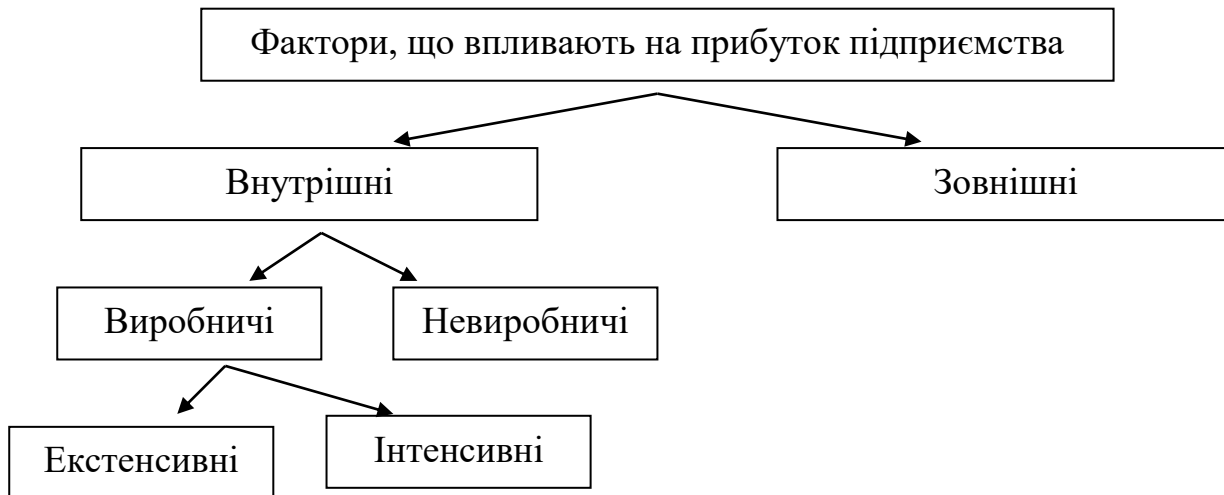 Фактори, що впливають на прибуток підприємства
Внутрішні
Зовнішні
Виробничі
Невиробничі
Екстенсивні
Інтенсивні